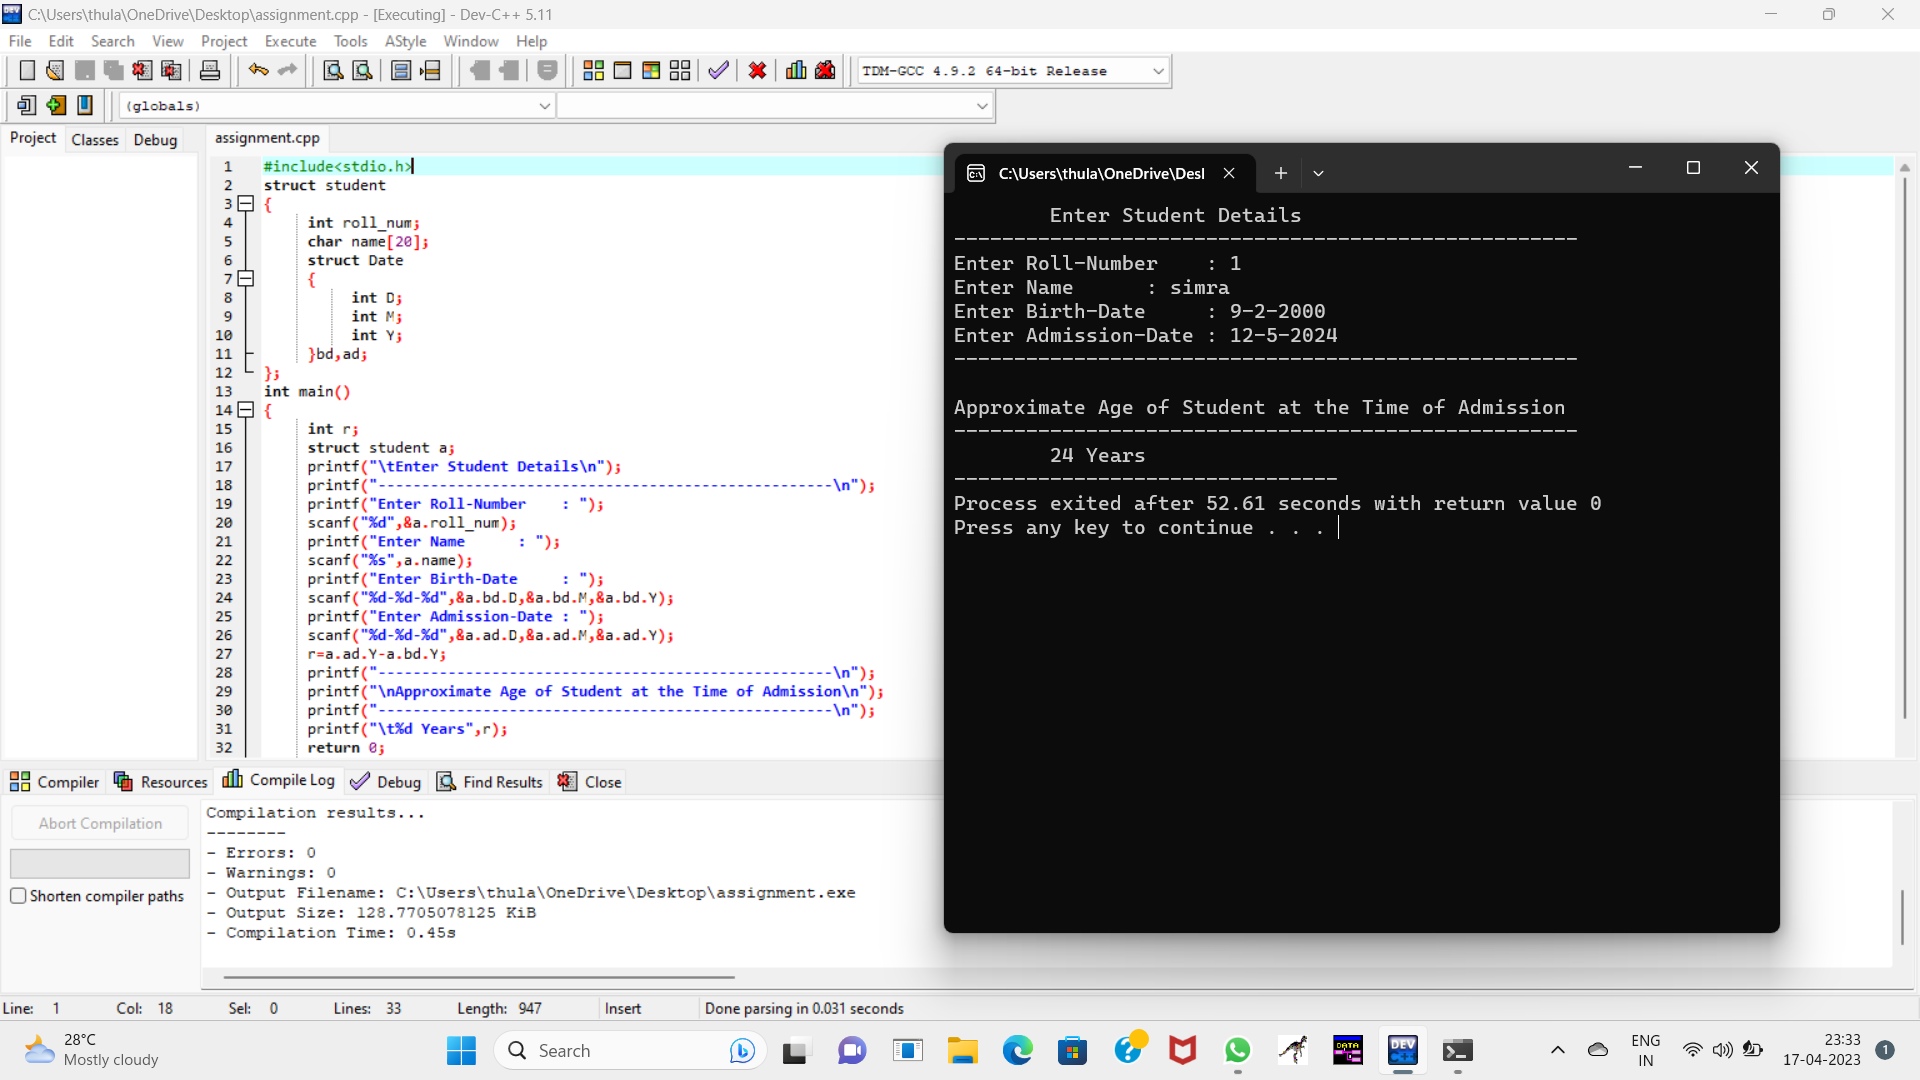 C:\Users\thula\OneDrive\Desktop\assignment.cpp - [Executing] - Dev-C++ 5.11
File Edit Search View Project Execute Tools AStyle Window Help
TDM-GCC 4.9.2 64-bit Release
(globals)
Project Classes Debug
assignment.cpp
1 #include<stdio.h>
2 struct student
3 {
4 int roll_num;
5 char name[20];
6 struct Date
7 {
8 int D;
9 int M;
10 int Y;
11 }bd,ad;
12 };
13 int main()
14 {
15 int r;
16 struct student a;
17 printf("\tEnter Student Details\n");
18 printf("----------------------------------------------------\n");
19 printf("Enter Roll-Number    : ");
20 scanf("%d",&a.roll_num);
21 printf("Enter Name      : ");
22 scanf("%s",a.name);
23 printf("Enter Birth-Date     : ");
24 scanf("%d-%d-%d",&a.bd.D,&a.bd.M,&a.bd.Y);
25 printf("Enter Admission-Date : ");
26 scanf("%d-%d-%d",&a.ad.D,&a.ad.M,&a.ad.Y);
27 r=a.ad.Y-a.bd.Y;
28 printf("----------------------------------------------------\n");
29 printf("\nApproximate Age of Student at the Time of Admission\n");
30 printf("----------------------------------------------------\n");
31 printf("\t%d Years",r);
32 return 0;
C:\Users\thula\OneDrive\Desl
Enter Student Details
----------------------------------------------------
Enter Roll-Number    : 1
Enter Name      : simra
Enter Birth-Date     : 9-2-2000
Enter Admission-Date : 12-5-2024
----------------------------------------------------
Approximate Age of Student at the Time of Admission
----------------------------------------------------
24 Years
--------------------------------
Process exited after 52.61 seconds with return value 0
Press any key to continue . . .
Compiler Resources Compile Log Debug Find Results Close
Abort Compilation
Shorten compiler paths
Compilation results...
--------
- Errors: 0
- Warnings: 0
- Output Filename: C:\Users\thula\OneDrive\Desktop\assignment.exe
- Output Size: 128.7705078125 KiB
- Compilation Time: 0.45s
Line: 1 Col: 18 Sel: 0 Lines: 33 Length: 947 Insert Done parsing in 0.031 seconds
28°C
Mostly cloudy
Search
DATA
DEV
C++
ENG
IN
23:33
17-04-2023
1